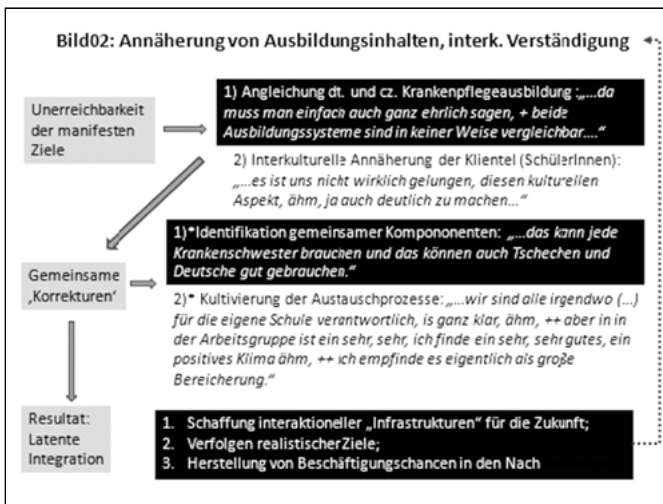 Bild02: Annäherung von Ausbildungsinhalten, interk. Verständigung
Unerreichbarkeit
der manifesten
Ziele
1) Angleichung dt. und cz. Krankenpflegeausbildung :„...da
muss man einfach auch ganz ehrlich sagen, + beide
Ausbildungssysteme sind in keiner Weise vergleichbar....“
2) Interkulturelle Annäherung der Klientel (SchülerInnen):
„...es ist uns nicht wirklich gelungen, diesen kulturellen
Aspekt, ähm, ja auch deutlich zu machen...“
Gemeinsame
‚Korrekturen‘
1)*Identifikation gemeinsamer Kompononenten: „...das kann jede
Krankenschwester brauchen und das können auch Tschechen und
Deutsche gut gebrauchen.“
2)* Kultivierung der Austauschprozesse: „...wir sind alle irgendwo (...)
für die eigene Schule verantwortlich, is ganz klar, ähm, ++ aber in in
der Arbeitsgruppe ist ein sehr, sehr, ich finde ein sehr, sehr gutes, ein
positives Klima ähm, ++ ich empfinde es eigentlich als große
Bereicherung.“
Resultat:
Latente
Integration
1. Schaffung interaktioneller „Infrastrukturen“ für die Zukunft;
2. Verfolgen realistischer Ziele;
3. Herstellung von Beschäftigungschancen in den Nach